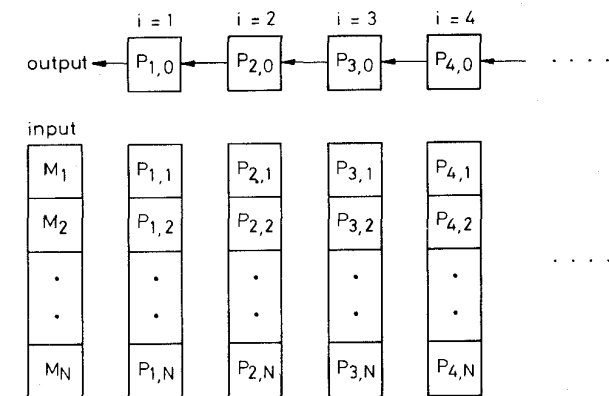 i = 1 i = 2 i = 3 i = 4
output P1,0 P2,0 P3,0 P4,0 . . . .
input
M1 P1,1 P2,1 P3,1 P4,1
M2 P1,2 P2,2 P3,2 P4,2
. . . . . . . . .
. . . . .
MN P1,N P2,N P3,N P4,N